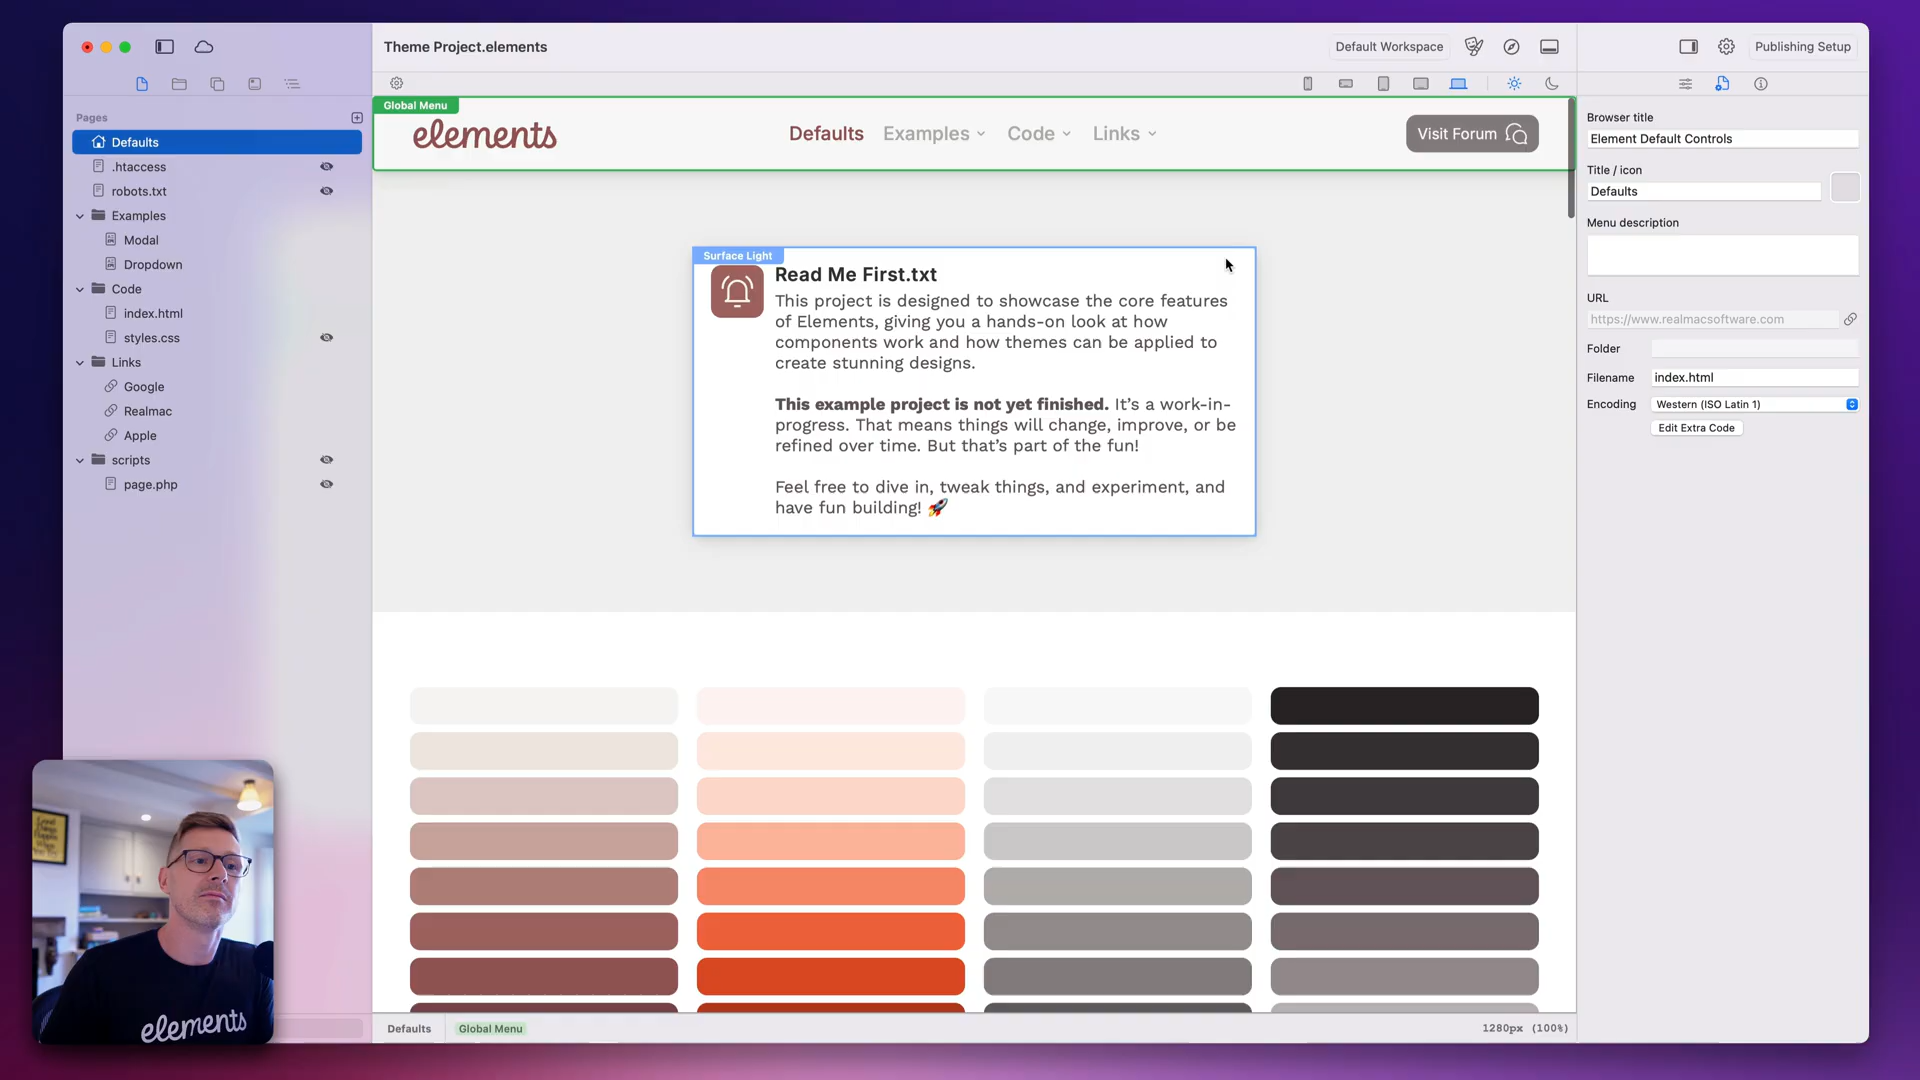 Theme Project.elements
Default Workspace
Publishing Setup
Pages
Defaults
.htaccess
robots.txt
Examples
Modal
Dropdown
Code
index.html
styles.css
Links
Google
Realmac
Apple
scripts
page.php
Global Menu
elements
Defaults
Examples
Code
Links
Visit Forum
Surface Light
Read Me First.txt
This project is designed to showcase the core features
of Elements, giving you a hands-on look at how
components work and how themes can be applied to
create stunning designs.
This example project is not yet finished. It’s a work-in-
progress. That means things will change, improve, or be
refined over time. But that’s part of the fun!
Feel free to dive in, tweak things, and experiment, and
have fun building! 🚀
Browser title
Element Default Controls
Title / icon
Defaults
Menu description
URL
https://www.realmacsoftware.com
Folder
Filename
index.html
Encoding
Western (ISO Latin 1)
Edit Extra Code
elements
Defaults
Global Menu
1280px (100%)